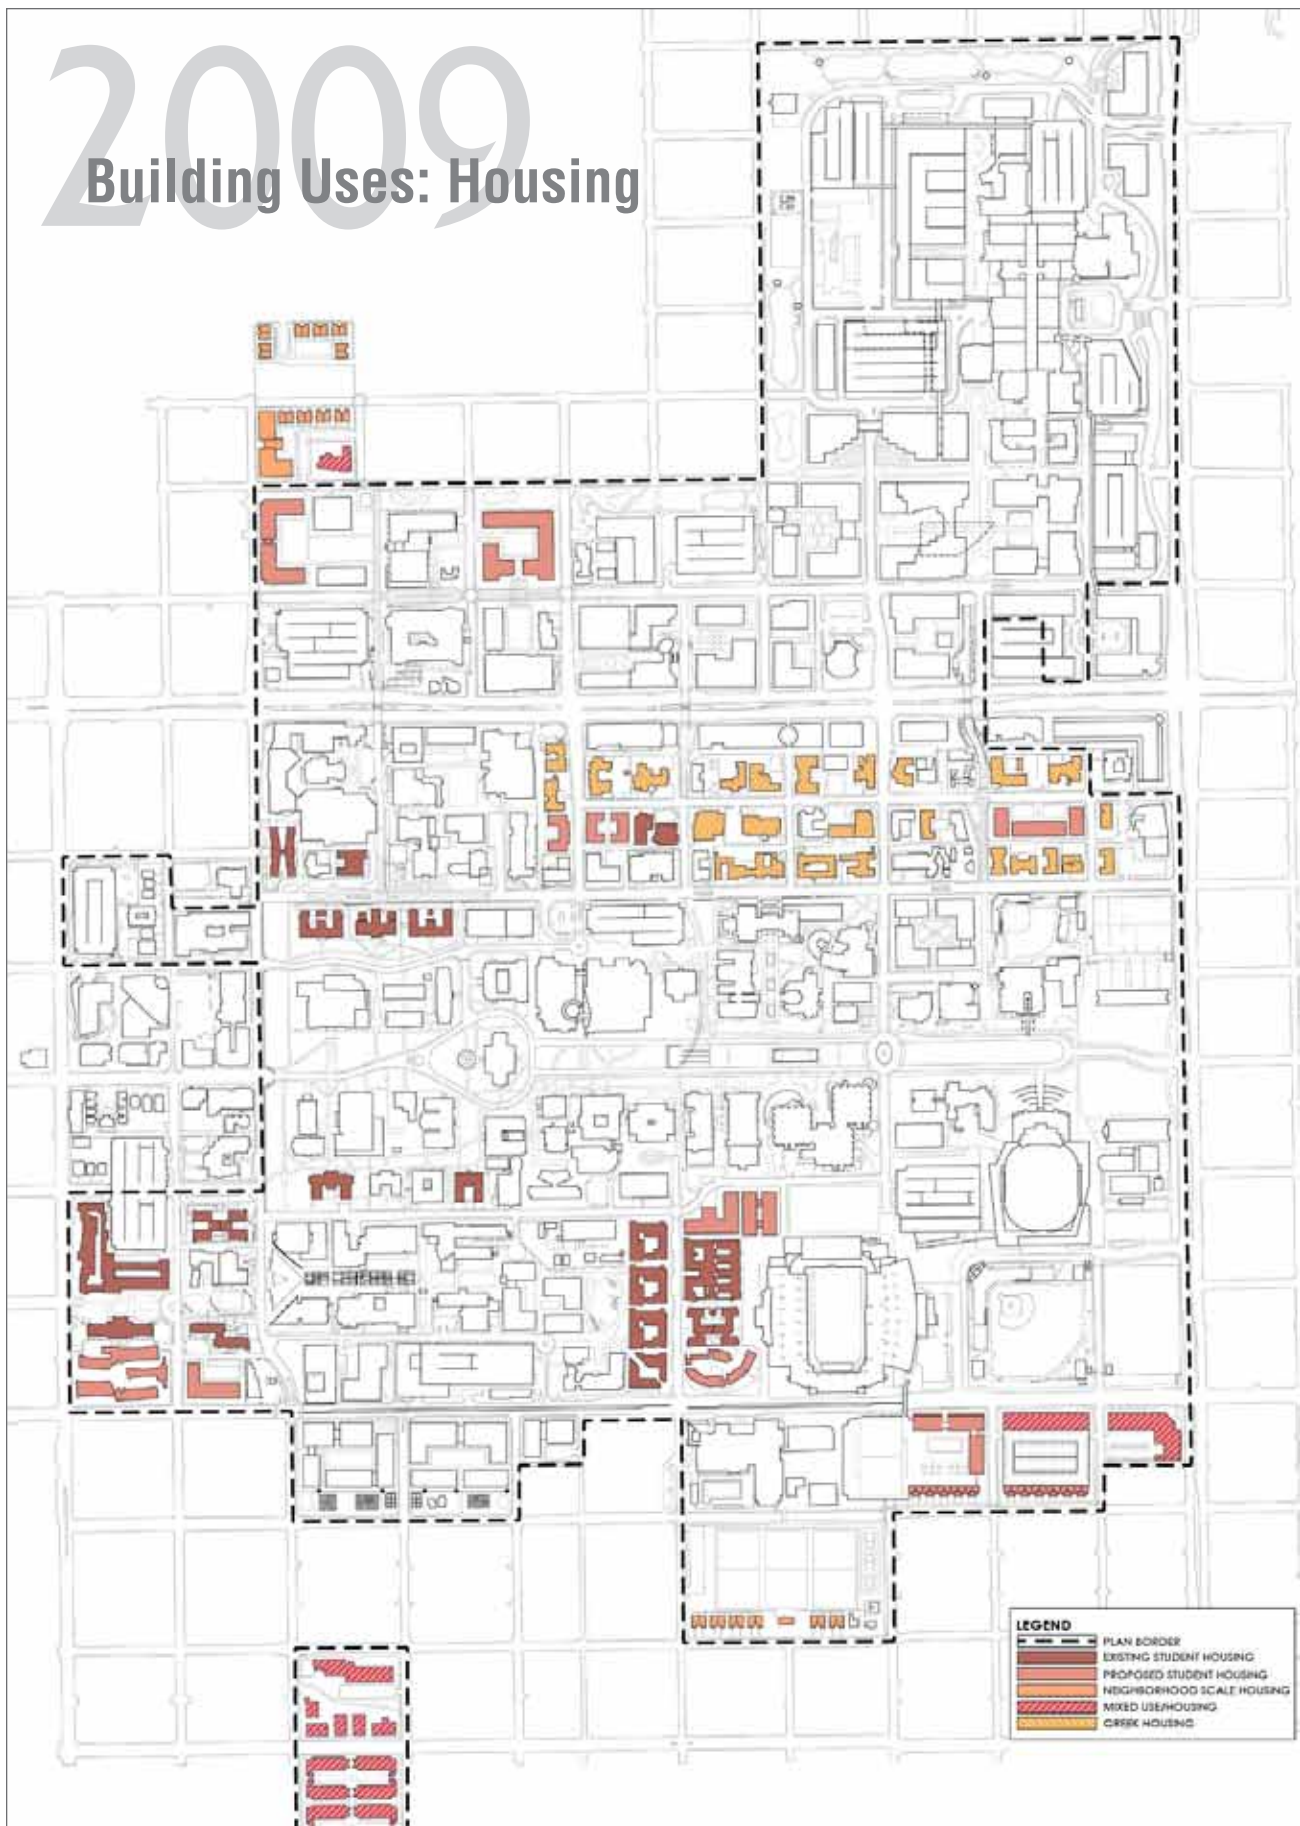 2009
Building Uses: Housing
LEGEND
PLAN BORDER
EXISTING STUDENT HOUSING
PROPOSED STUDENT HOUSING
NEIGHBORHOOD SCALE HOUSING
MIXED USE/HOUSING
GREEK HOUSING